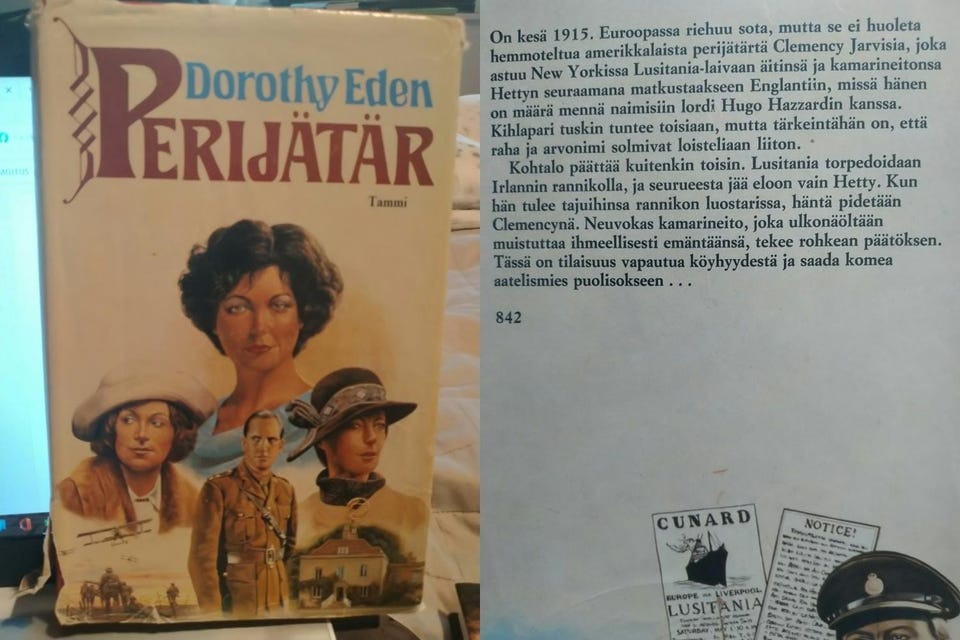 Dorothy Eden
PERIJÄTÄR
Tammi
On kesä 1915. Euroopassa riehuu sota, mutta se ei huoleta
hemmoteltua amerikkalaista perijätärtä Clemency Jarvisia, joka
astuu New Yorkissa Lusitania-laivaan äitinsä ja kamarineitonsa
Hettyn seuraamana matkustaakseen Englantiin, missä hänen
on määrä mennä naimisiin lordi Hugo Hazzardin kanssa.
Kihlapari tuskin tuntee toisiaan, mutta tärkeintähän on, että
raha ja arvonimi solmivat loisteliaan liiton.
Kohtalo päättää kuitenkin toisin. Lusitania torpedoidaan
Irlannin rannikolla, ja seurueesta jää eloon vain Hetty. Kun
hän tulee tajuihinsa rannikon luostarissa, häntä pidetään
Clemencynä. Neuvokas kamarineito, joka ulkonäöltään
muistuttaa ihmeellisesti emäntäänsä, tekee rohkean päätöksen.
Tässä on tilaisuus vapautua köyhyydestä ja saada komea
aatelismies puolisokseen . . .
842
CUNARD
EUROPE VIA LIVERPOOL
LUSITANIA
SATURDAY, MAY 1
NOTICE!